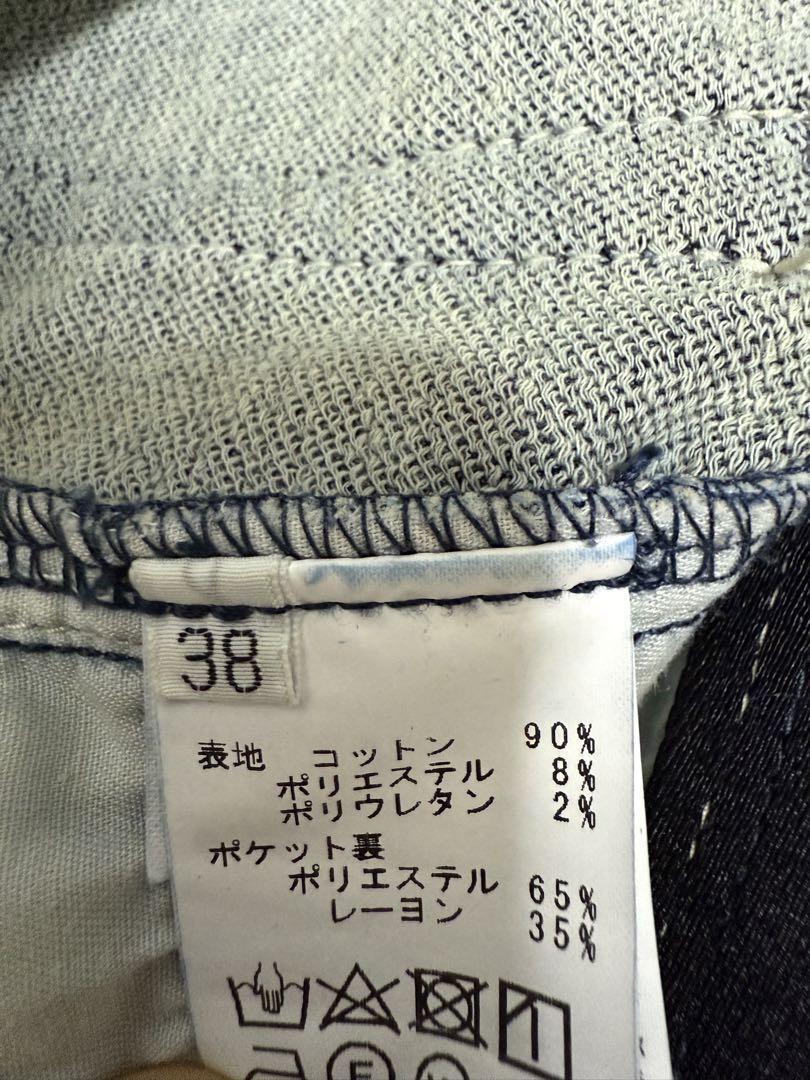 38
表地 コットン 90%
ポリエステル 8%
ポリウレタン 2%
ポケット裏
ポリエステル 65%
レーヨン 35%